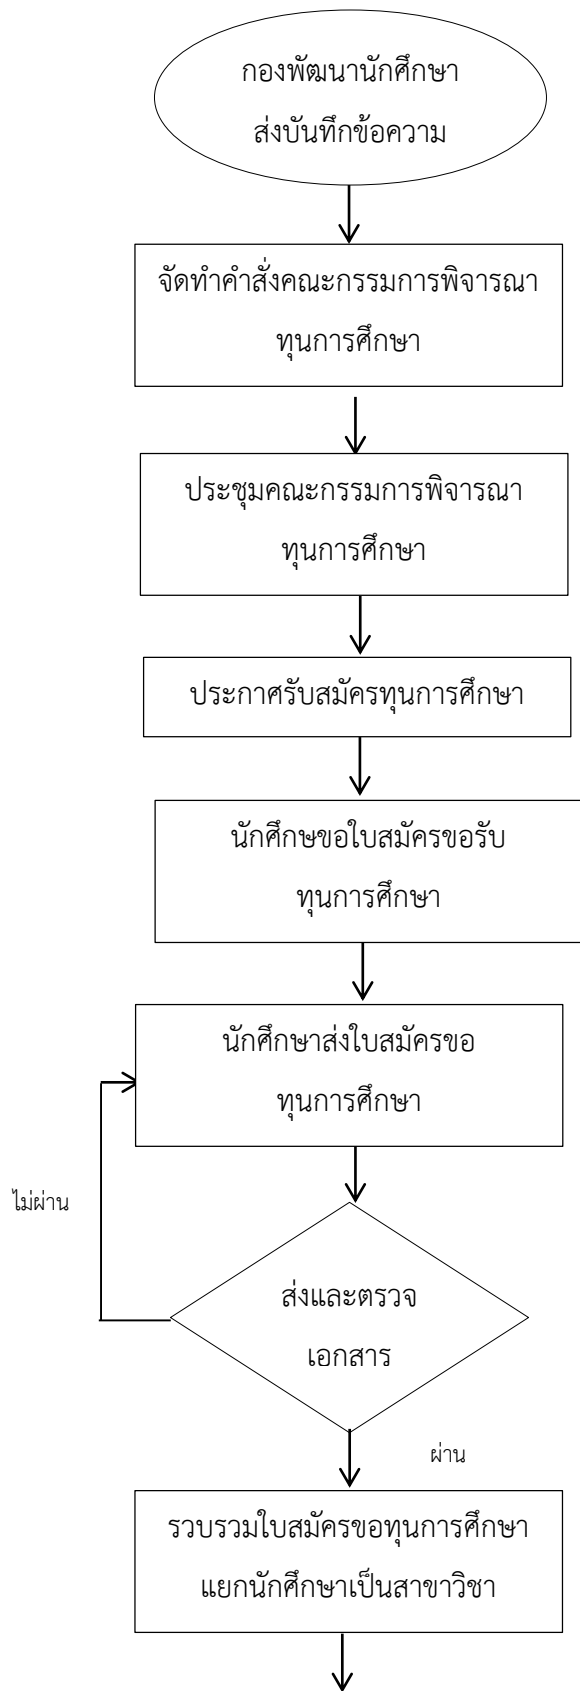 กองพัฒนานักศึกษา
ส่งบันทึกข้อความ
จัดทำคำสั่งคณะกรรมการพิจารณา
ทุนการศึกษา
ประชุมคณะกรรมการพิจารณา
ทุนการศึกษา
ประกาศรับสมัครทุนการศึกษา
นักศึกษขอใบสมัครขอรับ
ทุนการศึกษา
นักศึกษาส่งใบสมัครขอ
ทุนการศึกษา
ไม่ผ่าน
ส่งและตรวจ
เอกสาร
ผ่าน
รวบรวมใบสมัครขอทุนการศึกษา
แยกนักศึกษาเป็นสาขาวิชา